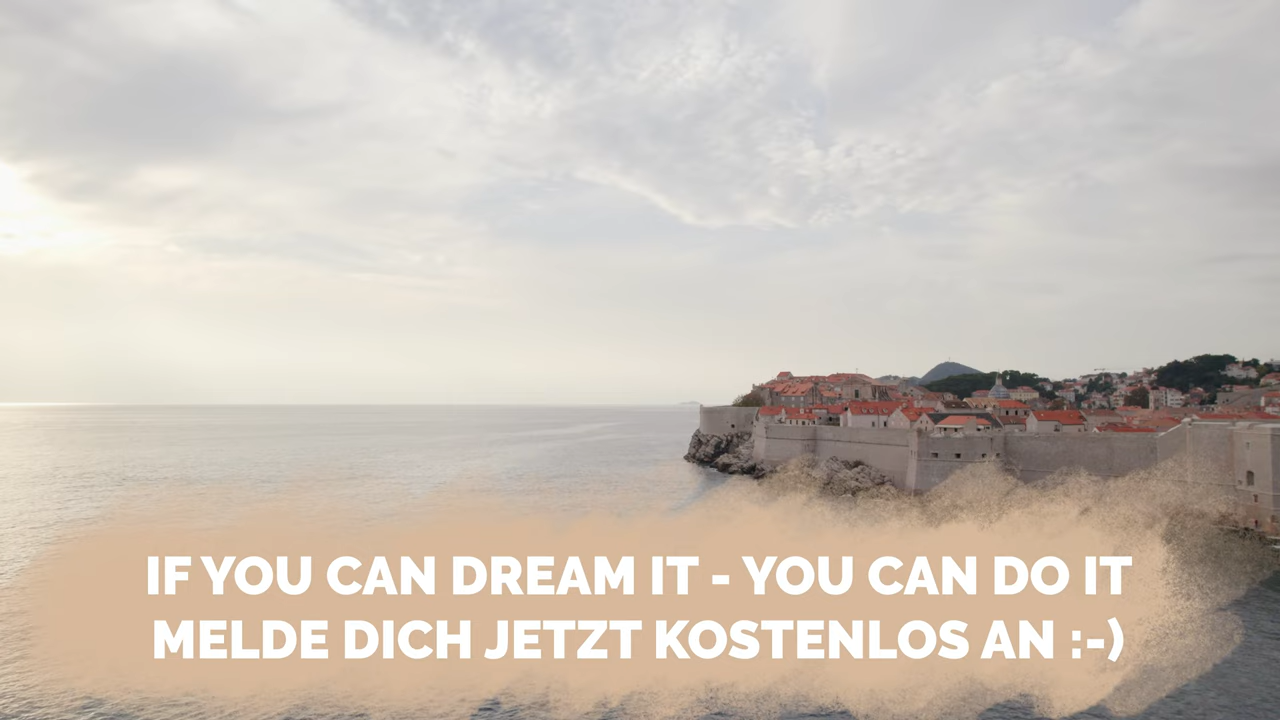 IF YOU CAN DREAM IT - YOU CAN DO IT
MELDE DICH JETZT KOSTENLOS AN :-)